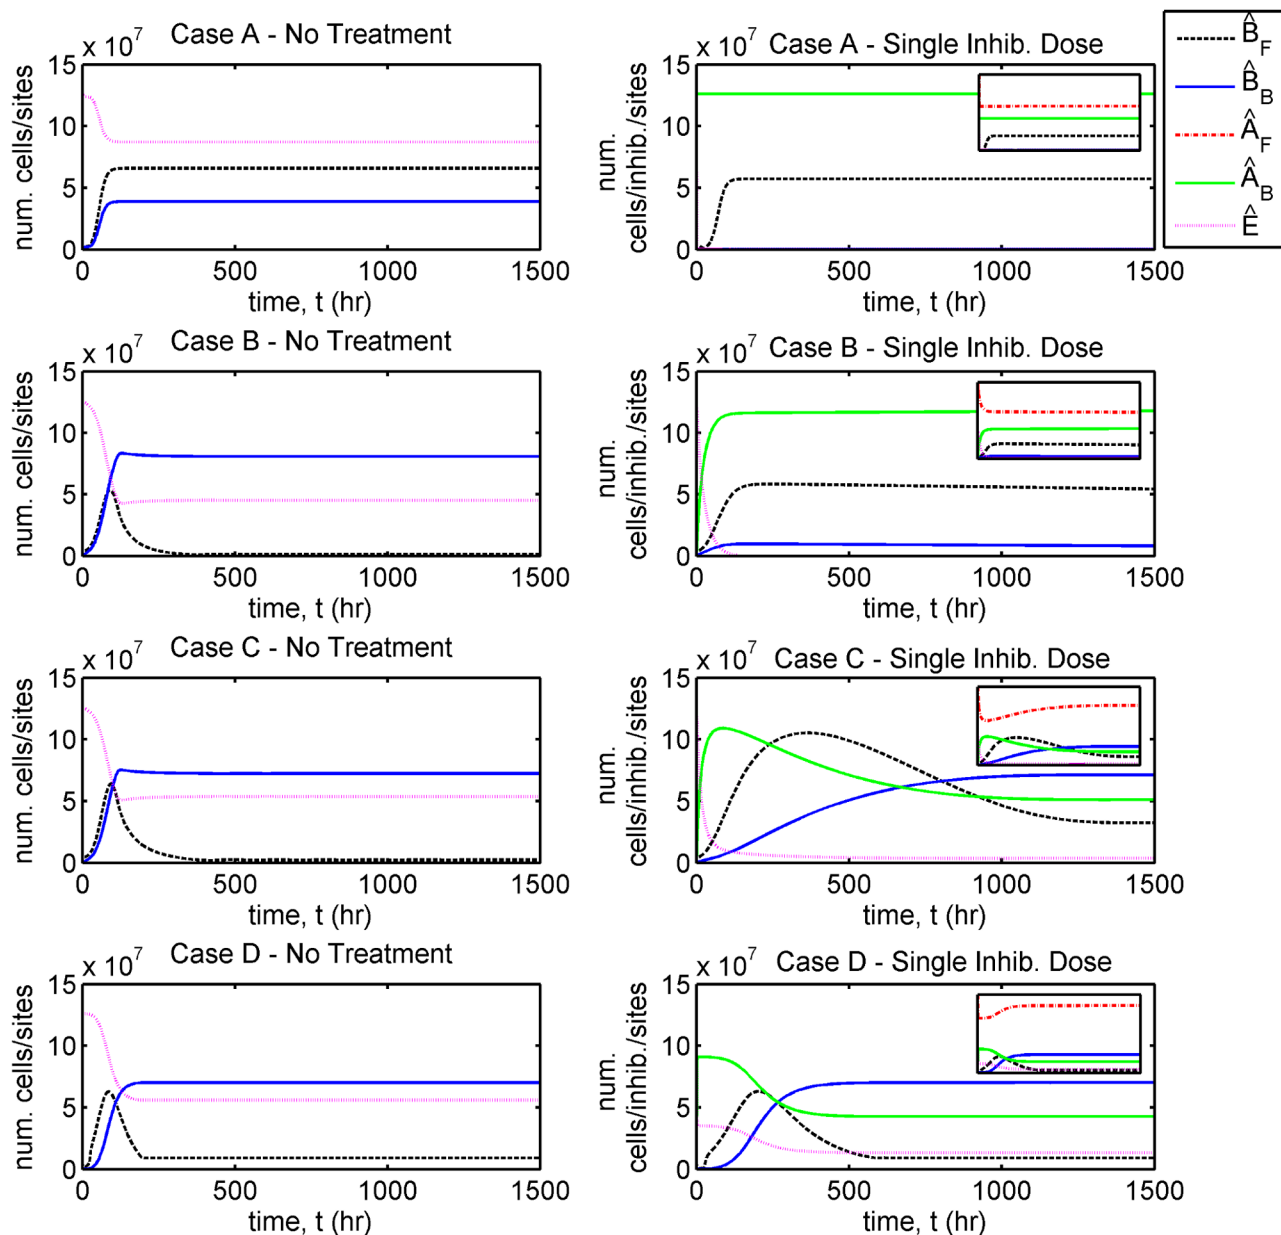 Case A - No Treatment
x 10^7
num. cells/sites
15
10
5
0
0 500 1000 1500
time, t (hr)
Case A - Single Inhib. Dose
x 10^7
num.
cells/inhib./sites
15
10
5
0
0 500 1000 1500
time, t (hr)
B̂_F
B̂_B
Â_F
Â_B
Ê
Case B - No Treatment
x 10^7
num. cells/sites
15
10
5
0
0 500 1000 1500
time, t (hr)
Case B - Single Inhib. Dose
x 10^7
num.
cells/inhib./sites
15
10
5
0
0 500 1000 1500
time, t (hr)
Case C - No Treatment
x 10^7
num. cells/sites
15
10
5
0
0 500 1000 1500
time, t (hr)
Case C - Single Inhib. Dose
x 10^7
num.
cells/inhib./sites
15
10
5
0
0 500 1000 1500
time, t (hr)
Case D - No Treatment
x 10^7
num. cells/sites
15
10
5
0
0 500 1000 1500
time, t (hr)
Case D - Single Inhib. Dose
x 10^7
num.
cells/inhib./sites
15
10
5
0
0 500 1000 1500
time, t (hr)